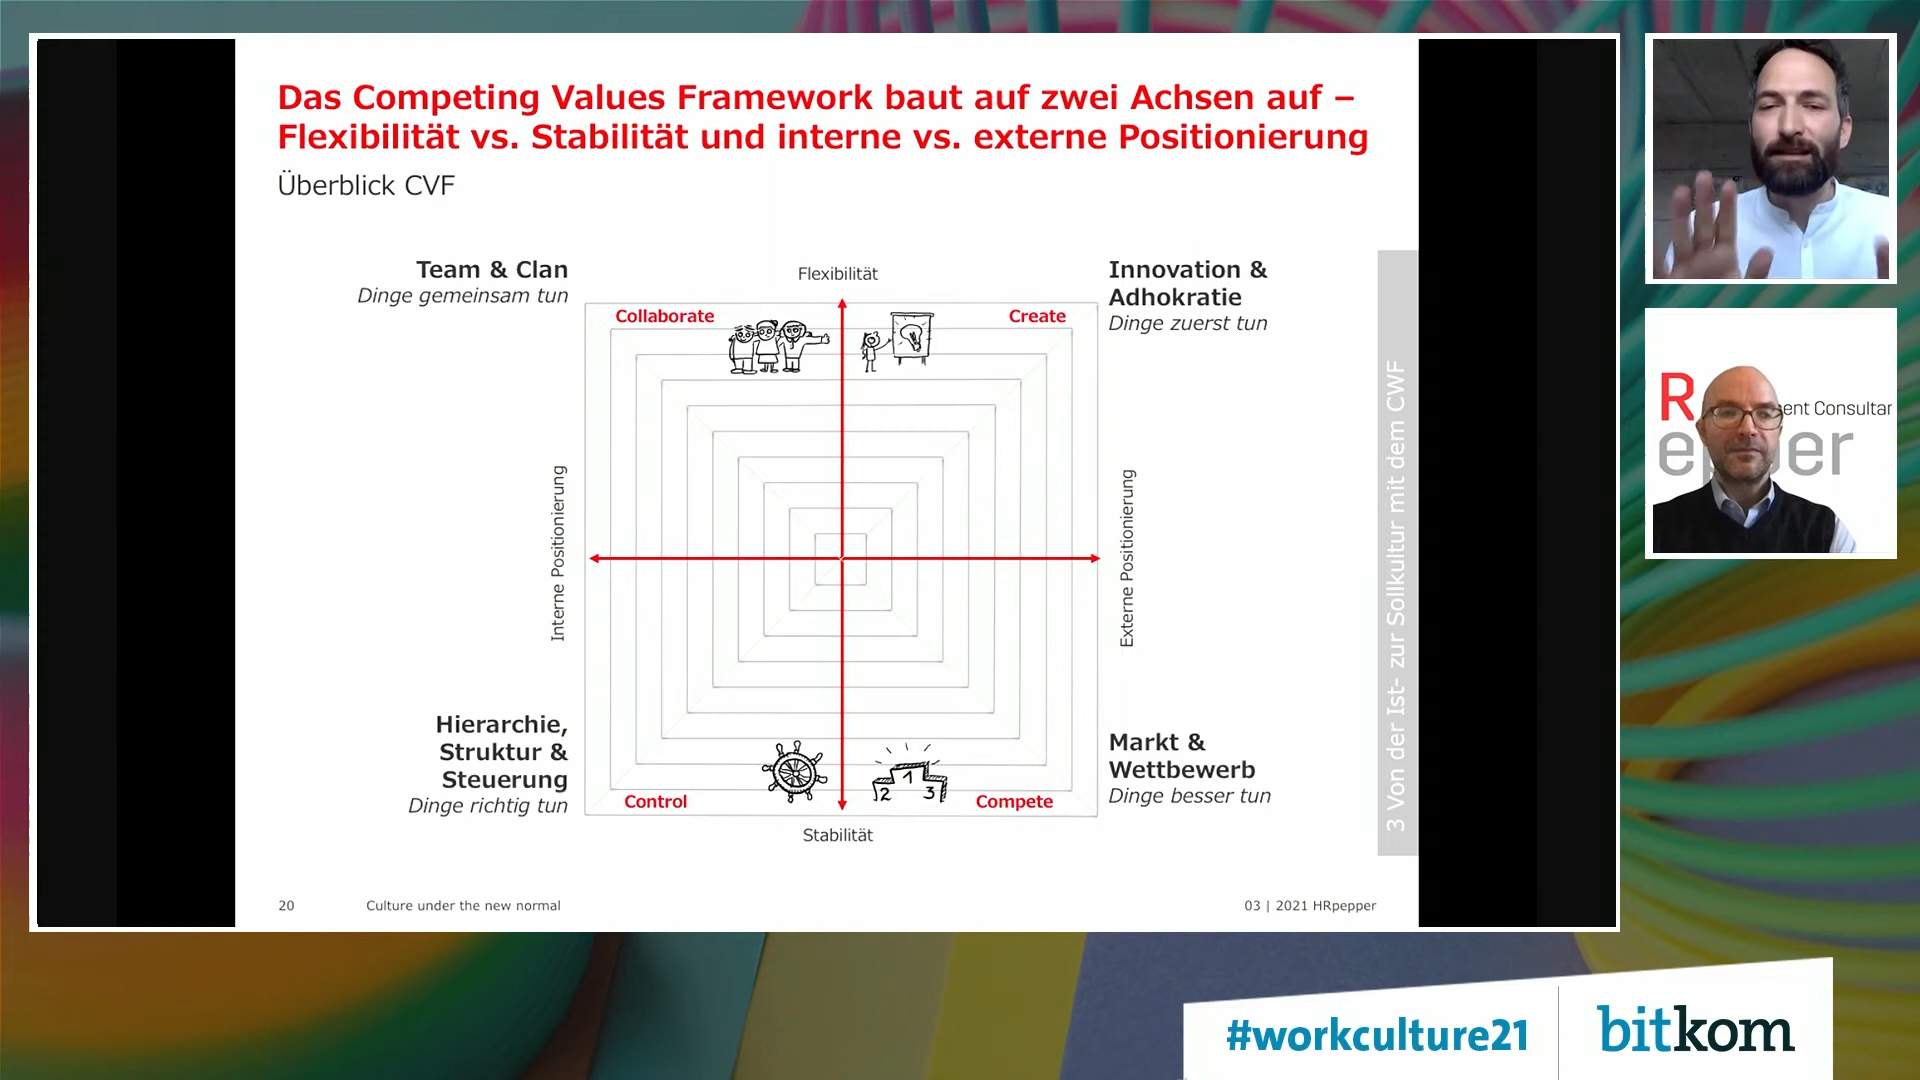 Das Competing Values Framework baut auf zwei Achsen auf –
Flexibilität vs. Stabilität und interne vs. externe Positionierung
Überblick CVF
Team & Clan
Dinge gemeinsam tun
Flexibilität
Innovation &
Adhokratie
Dinge zuerst tun
Collaborate
Create
Interne Positionierung
Externe Positionierung
3 Von der Ist- zur Sollkultur mit dem CWF
Hierarchie,
Struktur &
Steuerung
Dinge richtig tun
Markt &
Wettbewerb
Dinge besser tun
1
2
3
Control
Compete
Stabilität
20
Culture under the new normal
03 | 2021 HRpepper
#workculture21
bitkom